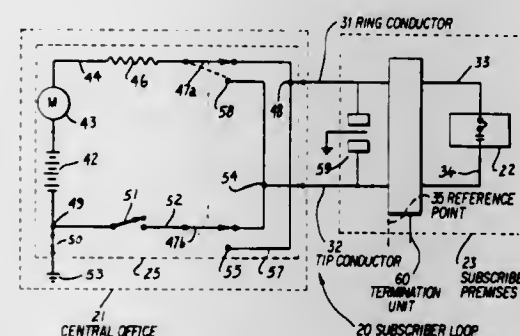 31 RING CONDUCTOR
44
46
47a
58
48
33
M
43
42
59
34
22
54
35 REFERENCE POINT
49
51
52
47b
50
53
25
55
57
32
TIP CONDUCTOR
60
TERMINATION UNIT
23
SUBSCRIBE
PREMISES
21
CENTRAL OFFICE
20 SUBSCRIBER LOOP